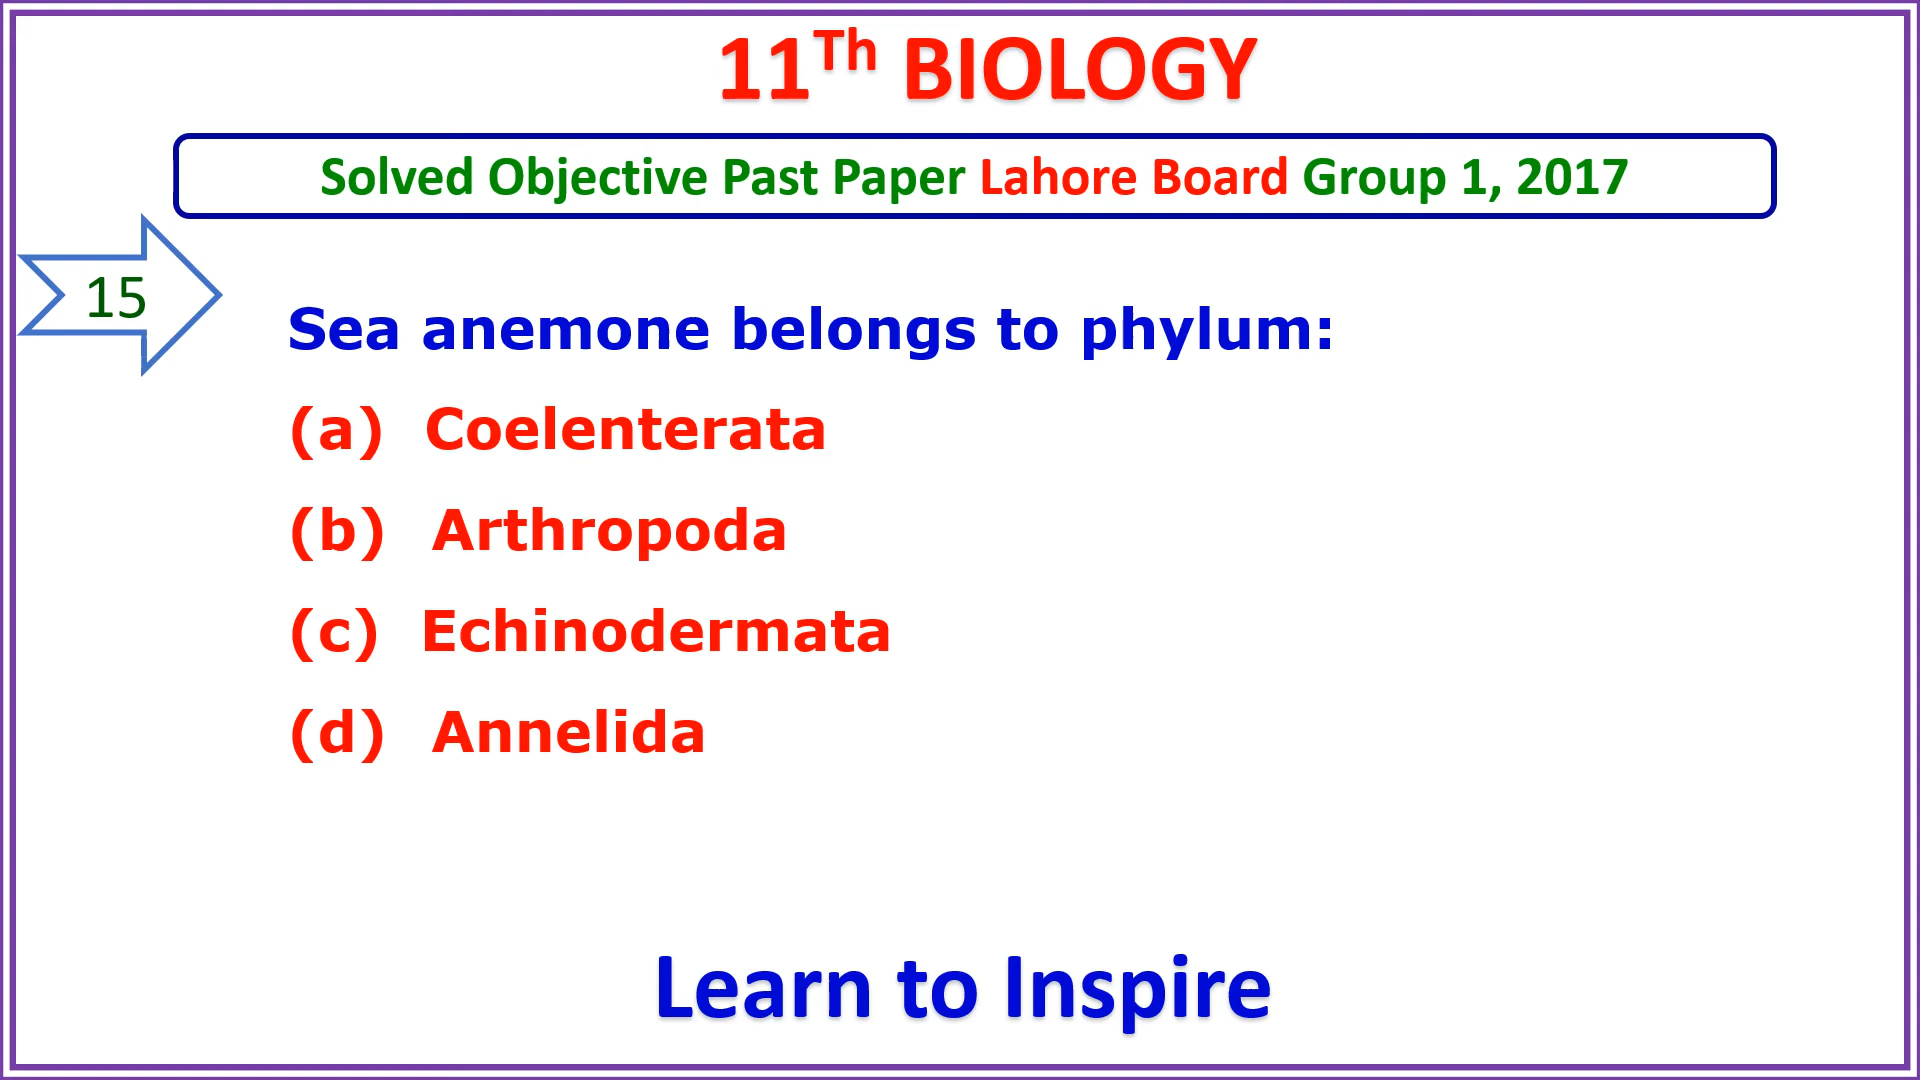 11Th BIOLOGY
Solved Objective Past Paper Lahore Board Group 1, 2017
15
Sea anemone belongs to phylum:
(a) Coelenterata
(b) Arthropoda
(c) Echinodermata
(d) Annelida
Learn to Inspire